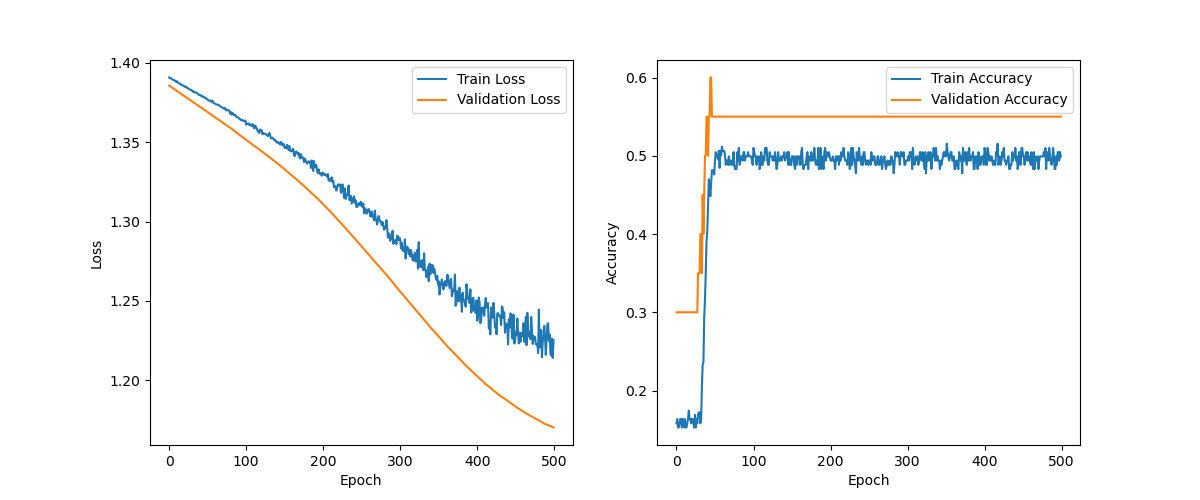 1.40
1.35
1.30
1.25
1.20
Loss
0
100
200
300
400
500
Epoch
Train Loss
Validation Loss
0.6
0.5
0.4
0.3
0.2
Accuracy
0
100
200
300
400
500
Epoch
Train Accuracy
Validation Accuracy